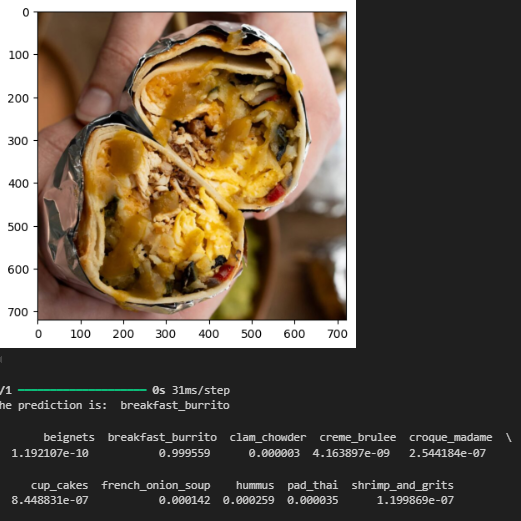 0
100
200
300
400
500
600
700
0 100 200 300 400 500 600 700
/1 0s 31ms/step
he prediction is:  breakfast_burrito
beignets  breakfast_burrito  clam_chowder  creme_brulee  croque_madame  \
1.192107e-10  0.999559  0.000003  4.163897e-09  2.544184e-07
cup_cakes  french_onion_soup  hummus  pad_thai  shrimp_and_grits
8.448831e-07  0.000142  0.000259  0.000035  1.199869e-07